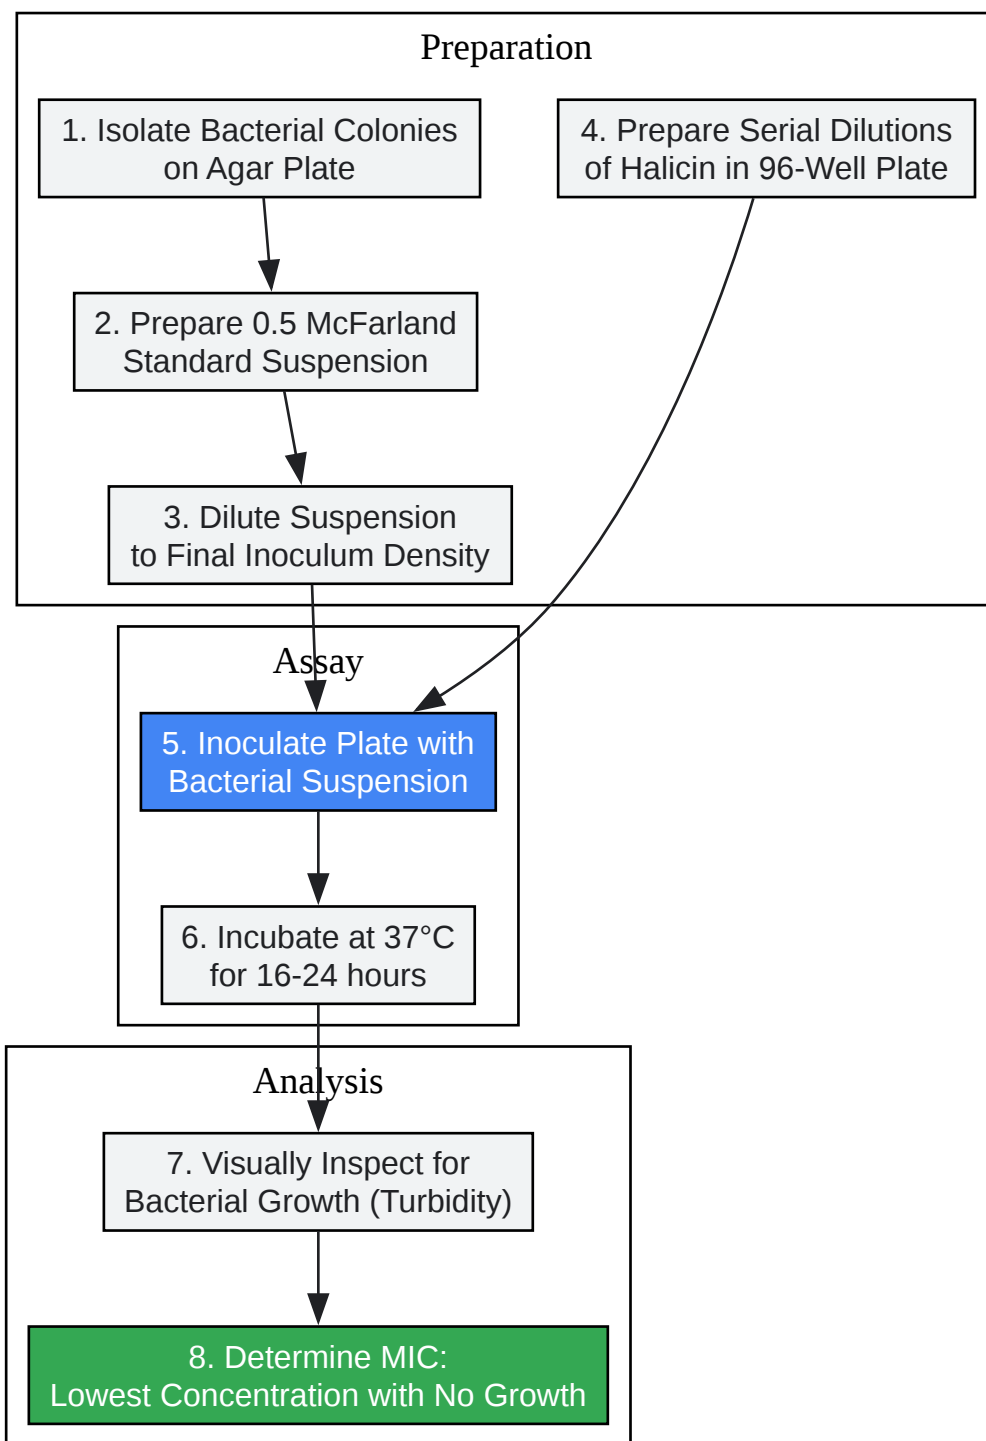 Preparation
1. Isolate Bacterial Colonies
on Agar Plate
4. Prepare Serial Dilutions
of Halicin in 96-Well Plate
2. Prepare 0.5 McFarland
Standard Suspension
3. Dilute Suspension
to Final Inoculum Density
Assay
5. Inoculate Plate with
Bacterial Suspension
6. Incubate at 37°C
for 16-24 hours
Analysis
7. Visually Inspect for
Bacterial Growth (Turbidity)
8. Determine MIC:
Lowest Concentration with No Growth